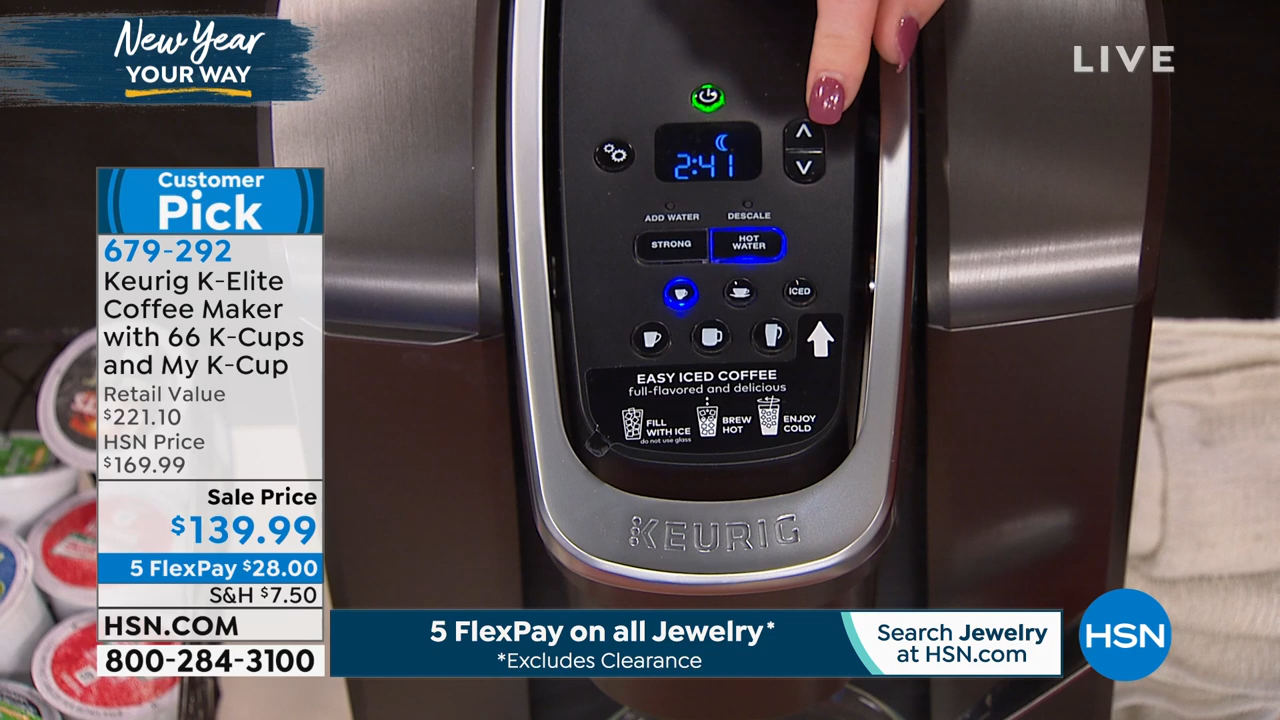 New Year
YOUR WAY
LIVE
Customer
Pick
679-292
Keurig K-Elite
Coffee Maker
with 66 K-Cups
and My K-Cup
Retail Value
$221.10
HSN Price
$169.99
Sale Price
$139.99
5 FlexPay $28.00
S&H $7.50
HSN.COM
800-284-3100
2:41
ADD WATER
DESCALE
STRONG
HOT
WATER
ICED
EASY ICED COFFEE
full-flavored and delicious
FILL
WITH ICE
do not use glass
BREW
HOT
ENJOY
COLD
KEURIG
5 FlexPay on all Jewelry*
*Excludes Clearance
Search Jewelry
at HSN.com
HSN